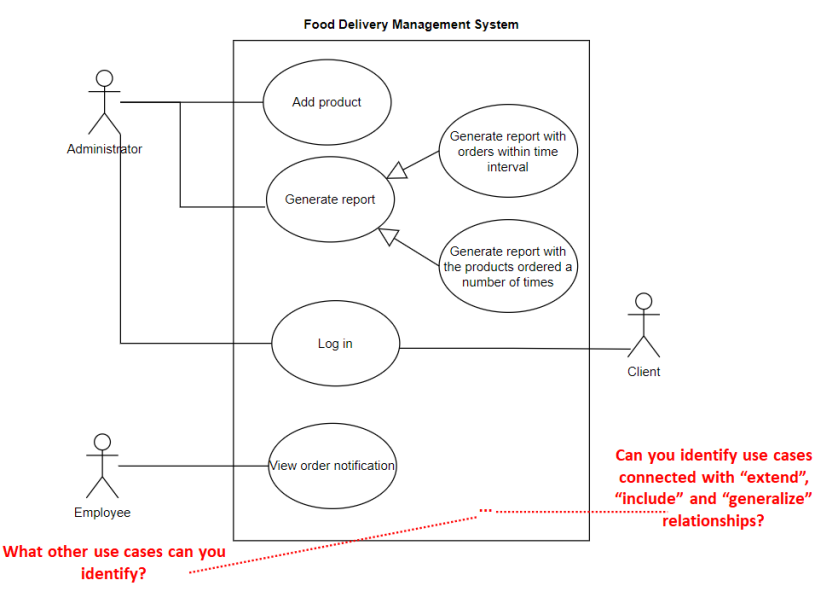 Food Delivery Management System
Add product
Administrator
Generate report with
orders within time
interval
Generate report
Generate report with
the products ordered a
number of times
Log in
Client
View order notification
Employee
Can you identify use cases
connected with “extend”,
“include” and “generalize”
relationships?
...
What other use cases can you
identify?